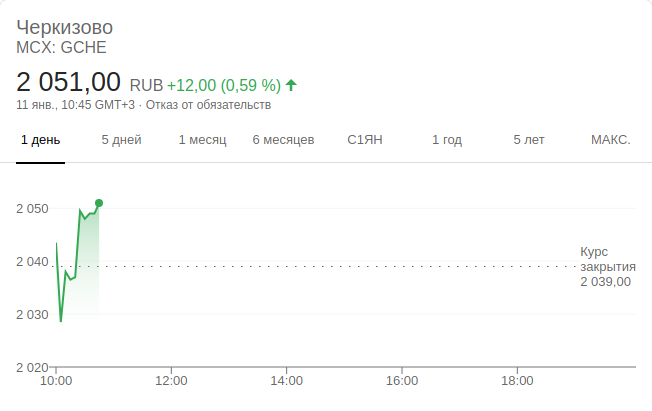 Черкизово
MCX: GCHE
2 051,00 RUB +12,00 (0,59 %)
11 янв., 10:45 GMT+3 · Отказ от обязательств
1 день 5 дней 1 месяц 6 месяцев С1ЯН 1 год 5 лет МАКС.
2 050
2 040
2 030
2 020
Курс
закрытия
2 039,00
10:00 12:00 14:00 16:00 18:00